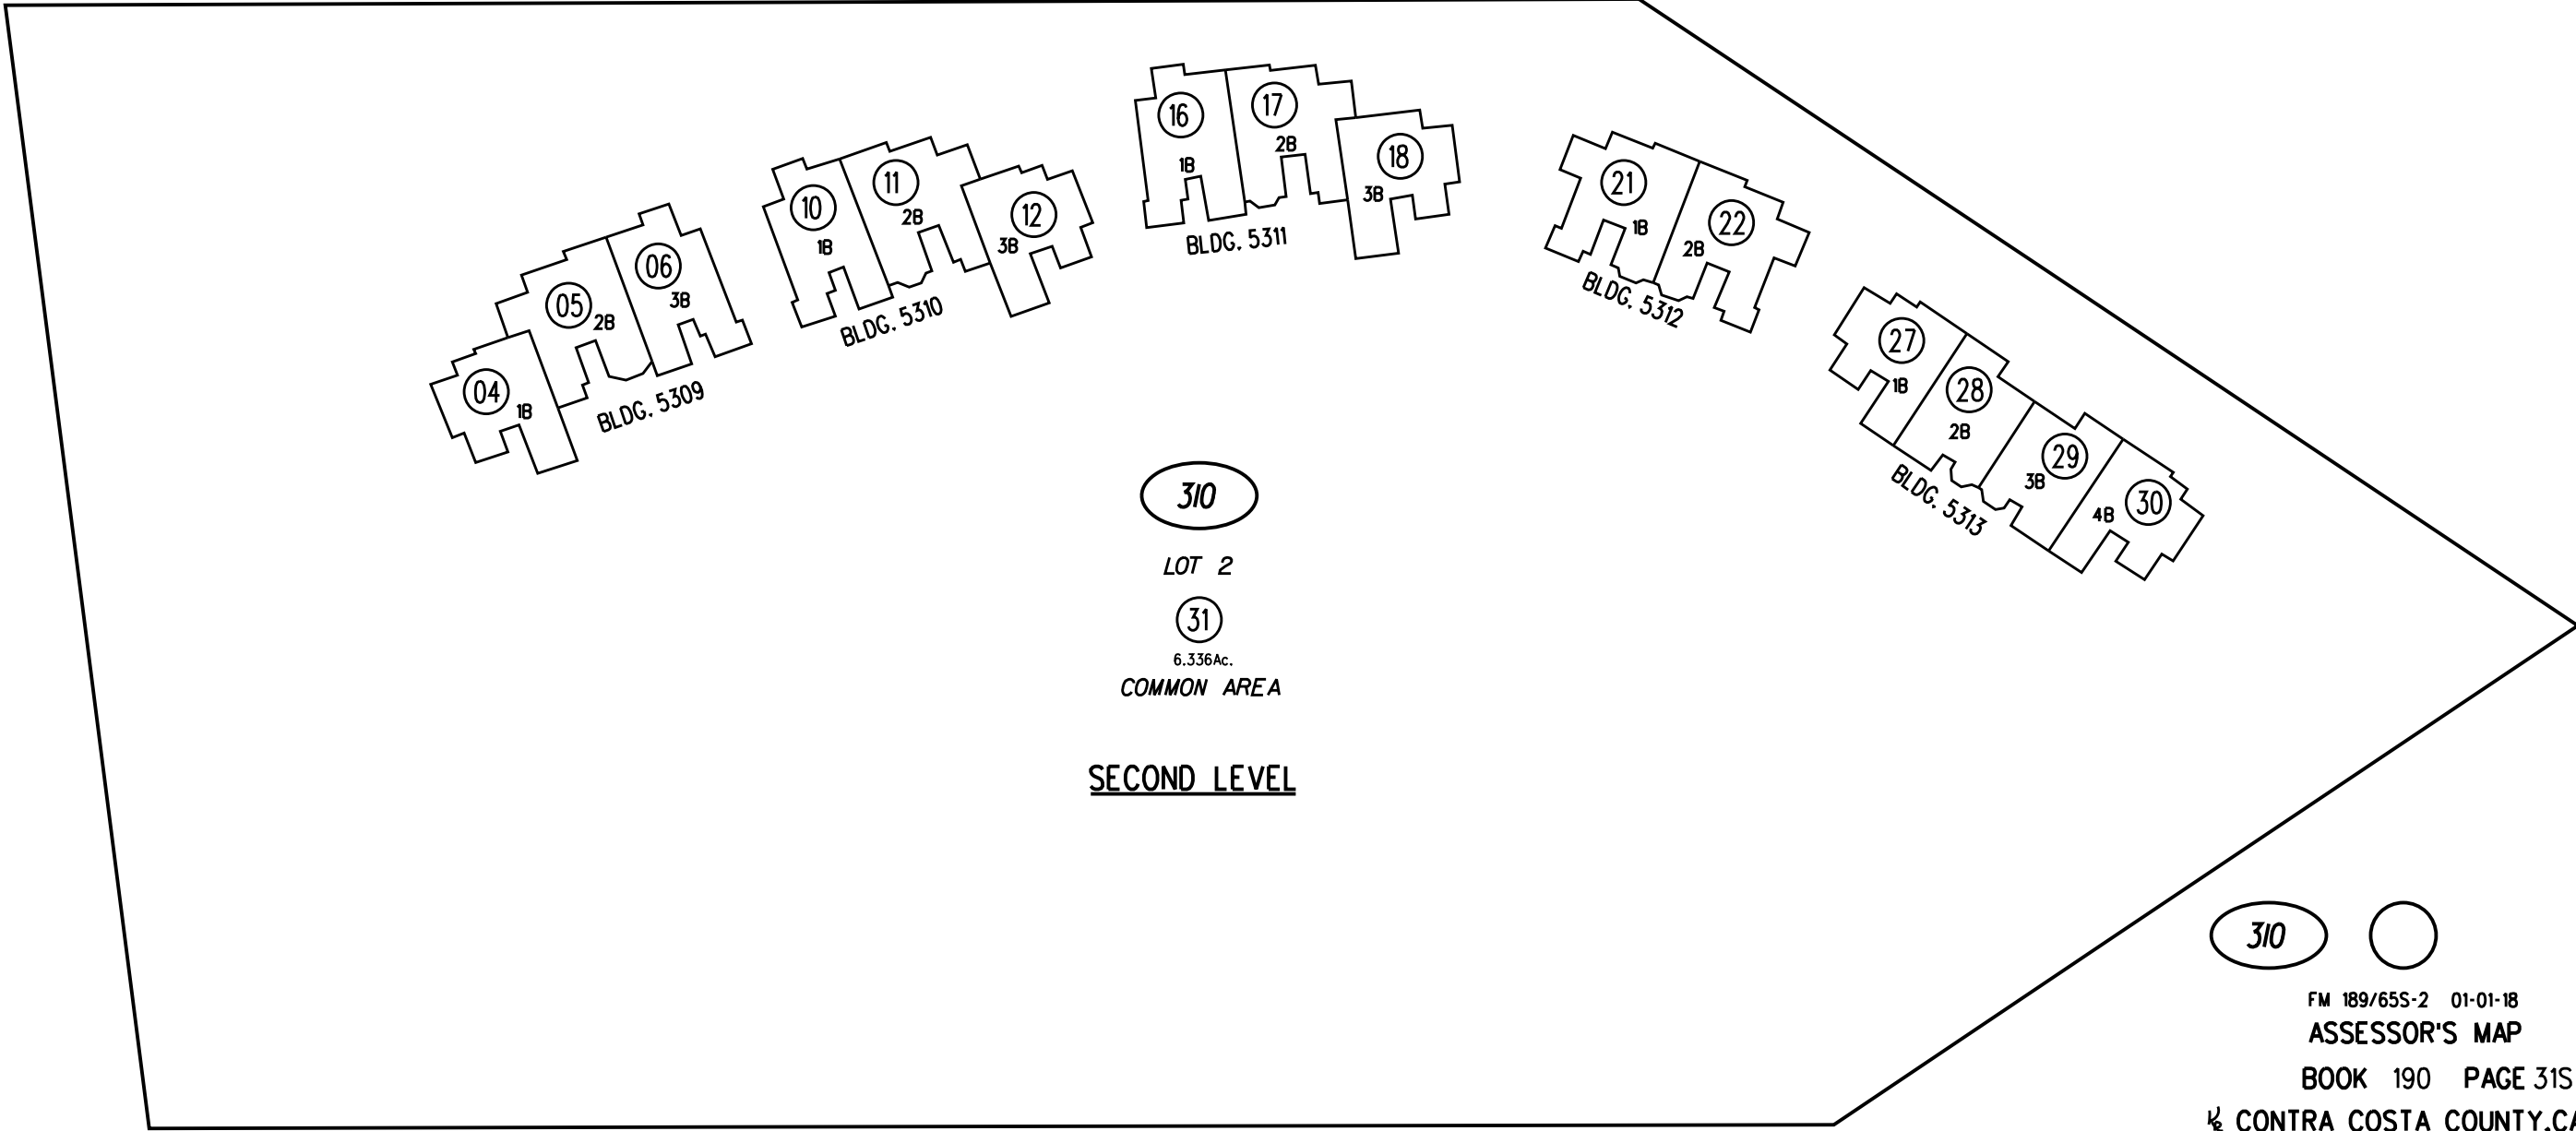 04
1B
05
2B
06
3B
BLDG. 5309
10
1B
11
2B
12
3B
BLDG. 5310
16
1B
17
2B
18
3B
BLDG. 5311
21
1B
22
2B
BLDG. 5312
27
1B
28
2B
29
3B
30
4B
BLDG. 5313
310
LOT 2
31
6.336Ac.
COMMON AREA
SECOND LEVEL
310
FM 189/65S-2 01-01-18
ASSESSOR'S MAP
BOOK 190 PAGE 31S
CONTRA COSTA COUNTY,CA